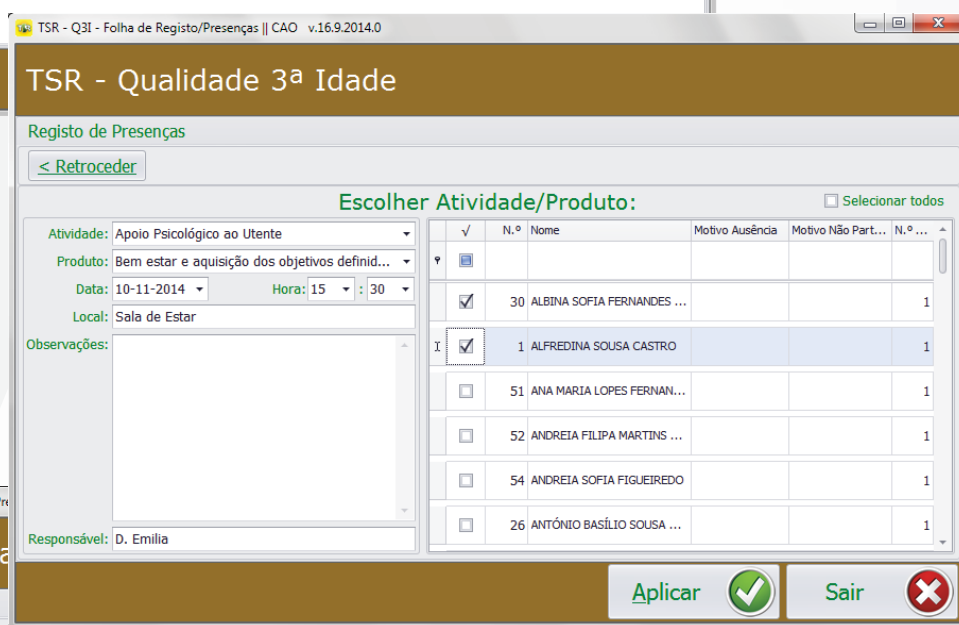 TSR - Q3I - Folha de Registo/Presenças || CAO v.16.9.2014.0
TSR - Qualidade 3ª Idade
Registo de Presenças
< Retroceder
Escolher Atividade/Produto:
Selecionar todos
Atividade: Apoio Psicológico ao Utente
Produto: Bem estar e aquisição dos objetivos definid...
Data: 10-11-2014 Hora: 15 : 30
Local: Sala de Estar
Observações:
Responsável: D. Emilia
√ N.º Nome Motivo Ausência Motivo Não Part... N.º ...
30 ALBINA SOFIA FERNANDES ... 1
1 ALFREDINA SOUSA CASTRO 1
51 ANA MARIA LOPES FERNAN... 1
52 ANDREIA FILIPA MARTINS ... 1
54 ANDREIA SOFIA FIGUEIREDO 1
26 ANTÓNIO BASÍLIO SOUSA ... 1
Aplicar
Sair